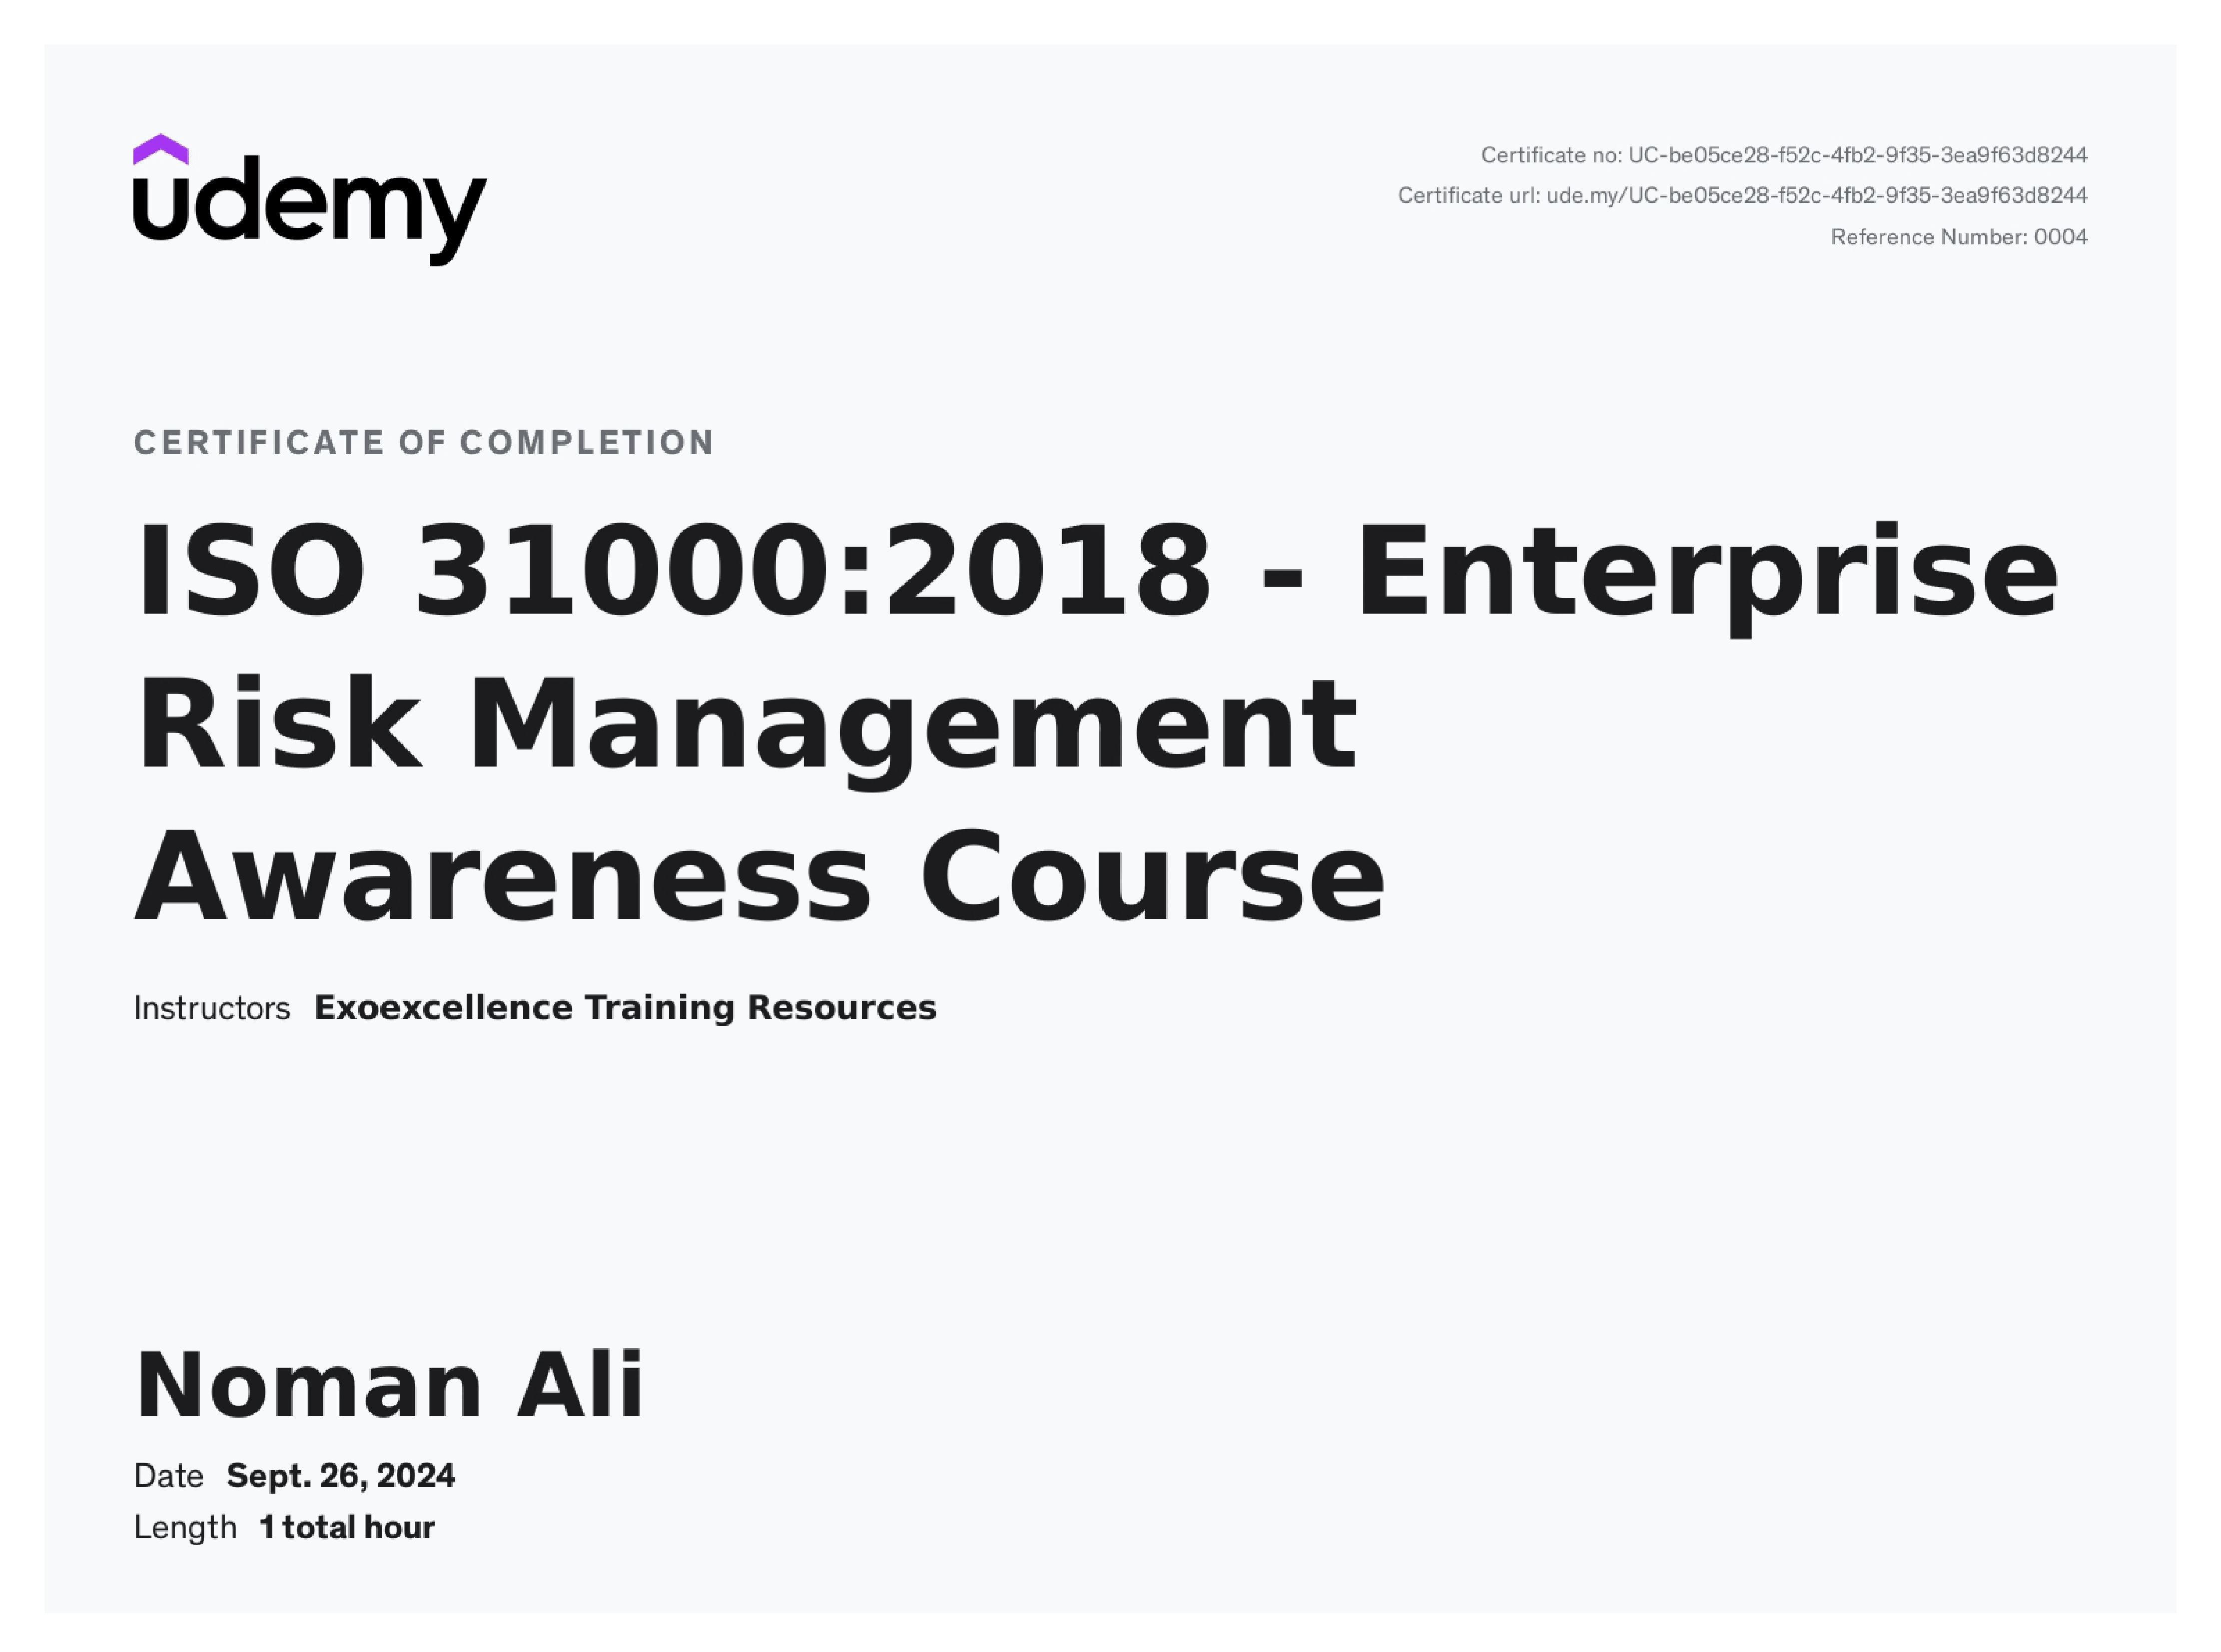 udemy
Certificate no: UC-be05ce28-f52c-4fb2-9f35-3ea9f63d8244
Certificate url: ude.my/UC-be05ce28-f52c-4fb2-9f35-3ea9f63d8244
Reference Number: 0004
CERTIFICATE OF COMPLETION
ISO 31000:2018 - Enterprise
Risk Management
Awareness Course
Instructors Exoexcellence Training Resources
Noman Ali
Date Sept. 26, 2024
Length 1 total hour